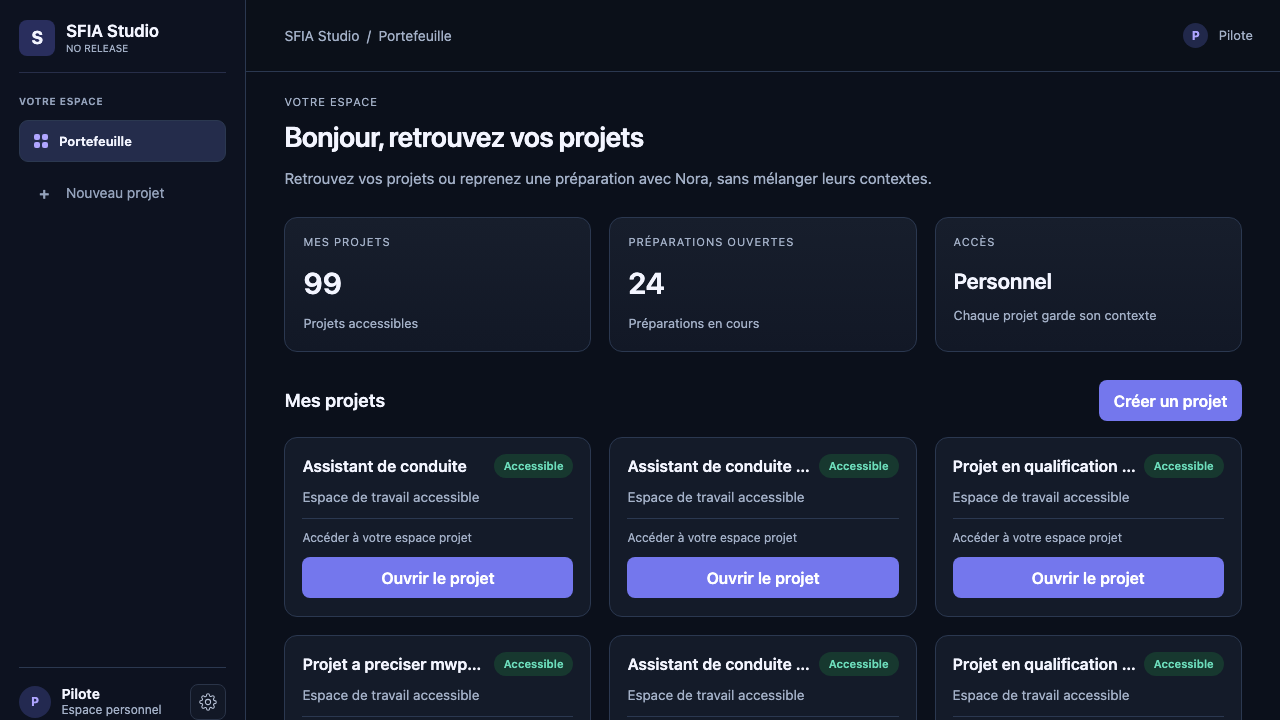 S
SFIA Studio
NO RELEASE
VOTRE ESPACE
Portefeuille
+ Nouveau projet
P
Pilote
Espace personnel
SFIA Studio / Portefeuille
P Pilote
VOTRE ESPACE
Bonjour, retrouvez vos projets
Retrouvez vos projets ou reprenez une préparation avec Nora, sans mélanger leurs contextes.
MES PROJETS
99
Projets accessibles
PRÉPARATIONS OUVERTES
24
Préparations en cours
ACCÈS
Personnel
Chaque projet garde son contexte
Mes projets
Créer un projet
Assistant de conduite
Accessible
Espace de travail accessible
Accéder à votre espace projet
Ouvrir le projet
Assistant de conduite ...
Accessible
Espace de travail accessible
Accéder à votre espace projet
Ouvrir le projet
Projet en qualification ...
Accessible
Espace de travail accessible
Accéder à votre espace projet
Ouvrir le projet
Projet a preciser mwp...
Accessible
Espace de travail accessible
Assistant de conduite ...
Accessible
Espace de travail accessible
Projet en qualification ...
Accessible
Espace de travail accessible